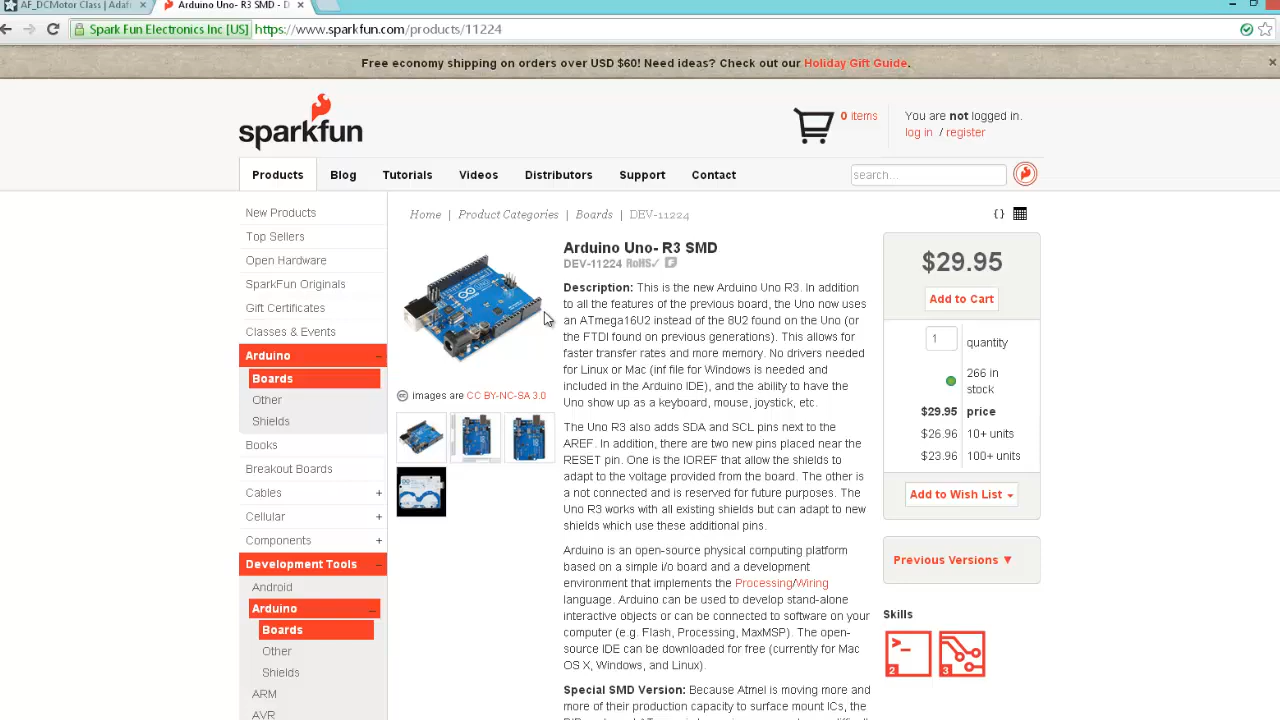 AF_DCMotor Class | Adafr
Arduino Uno- R3 SMD - D
Spark Fun Electronics Inc [US]
https://www.sparkfun.com/products/11224
Free economy shipping on orders over USD $60! Need ideas? Check out our Holiday Gift Guide.
sparkfun
0 items
You are not logged in.
log in / register
Products
Blog
Tutorials
Videos
Distributors
Support
Contact
search...
New Products
Top Sellers
Open Hardware
SparkFun Originals
Gift Certificates
Classes & Events
Arduino
Boards
Other
Shields
Books
Breakout Boards
Cables +
Cellular +
Components +
Development Tools
Android
Arduino
Boards
Other
Shields
ARM
AVR
Home | Product Categories | Boards | DEV-11224
{}
images are CC BY-NC-SA 3.0
Arduino Uno- R3 SMD
DEV-11224 RoHS✓
Description: This is the new Arduino Uno R3. In addition
to all the features of the previous board, the Uno now uses
an ATmega16U2 instead of the 8U2 found on the Uno (or
the FTDI found on previous generations). This allows for
faster transfer rates and more memory. No drivers needed
for Linux or Mac (inf file for Windows is needed and
included in the Arduino IDE), and the ability to have the
Uno show up as a keyboard, mouse, joystick, etc.
The Uno R3 also adds SDA and SCL pins next to the
AREF. In addition, there are two new pins placed near the
RESET pin. One is the IOREF that allow the shields to
adapt to the voltage provided from the board. The other is
a not connected and is reserved for future purposes. The
Uno R3 works with all existing shields but can adapt to new
shields which use these additional pins.
Arduino is an open-source physical computing platform
based on a simple i/o board and a development
environment that implements the Processing/Wiring
language. Arduino can be used to develop stand-alone
interactive objects or can be connected to software on your
computer (e.g. Flash, Processing, MaxMSP). The open-
source IDE can be downloaded for free (currently for Mac
OS X, Windows, and Linux).
Special SMD Version: Because Atmel is moving more and
more of their production capacity to surface mount ICs, the
$29.95
Add to Cart
1 quantity
266 in
stock
$29.95 price
$26.96 10+ units
$23.96 100+ units
Add to Wish List
Previous Versions ▼
Skills
2
3